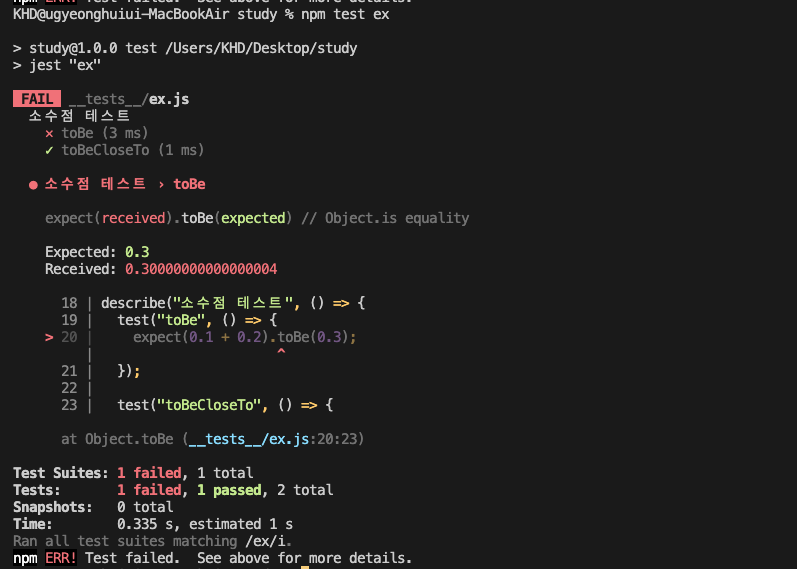 npm ERR! Test failed.  See above for more details.
KHD@ugyeonghuiui-MacBookAir study % npm test ex
> study@1.0.0 test /Users/KHD/Desktop/study
> jest "ex"
FAIL __tests__/ex.js
소수점 테스트
✕ toBe (3 ms)
✓ toBeCloseTo (1 ms)
● 소수점 테스트 › toBe
expect(received).toBe(expected) // Object.is equality
Expected: 0.3
Received: 0.30000000000000004
18 | describe("소수점 테스트", () => {
19 |   test("toBe", () => {
> 20 |     expect(0.1 + 0.2).toBe(0.3);
|                       ^
21 |   });
22 |
23 |   test("toBeCloseTo", () => {
at Object.toBe (__tests__/ex.js:20:23)
Test Suites: 1 failed, 1 total
Tests:       1 failed, 1 passed, 2 total
Snapshots:   0 total
Time:        0.335 s, estimated 1 s
Ran all test suites matching /ex/i.
npm ERR! Test failed.  See above for more details.